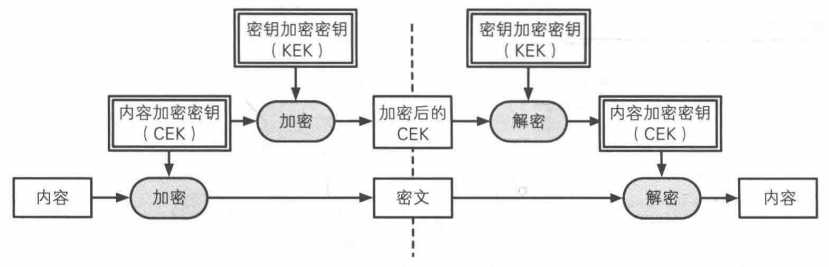 密钥加密密钥
（KEK）
密钥加密密钥
（KEK）
内容加密密钥
（CEK）
加密
加密后的
CEK
解密
内容加密密钥
（CEK）
内容
加密
密文
解密
内容